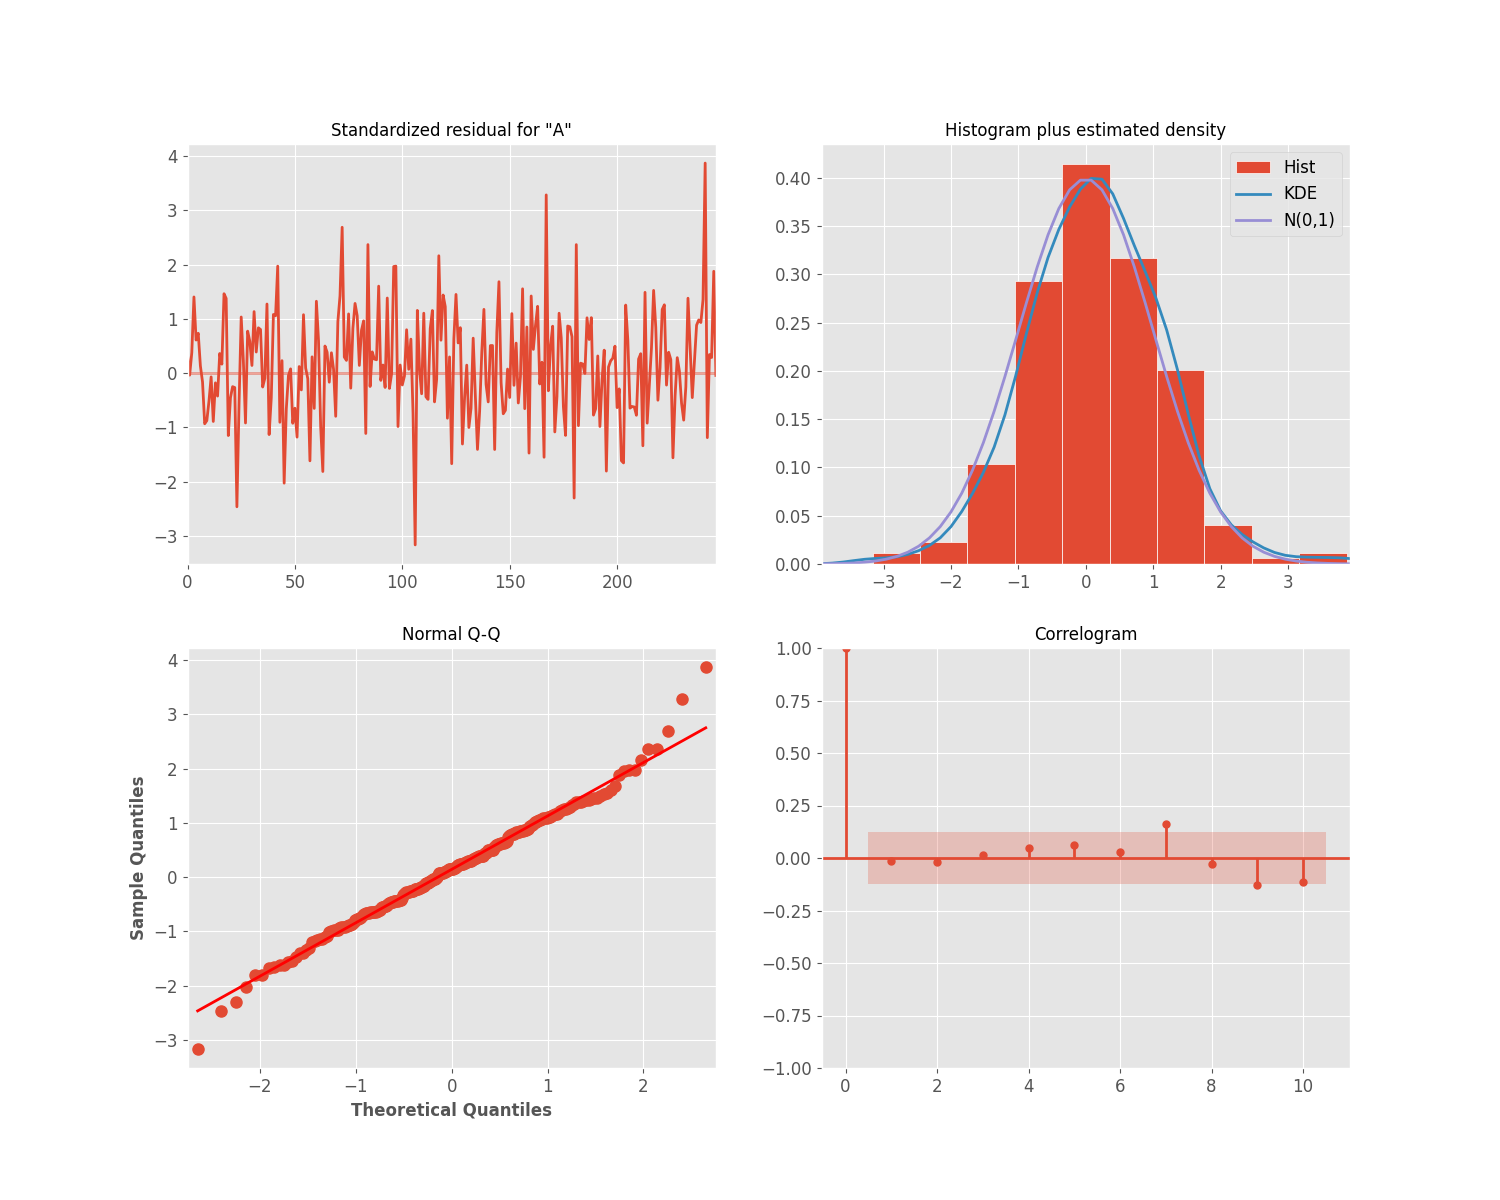 Standardized residual for "A"
4
3
2
1
0
−1
−2
−3
0 50 100 150 200
Histogram plus estimated density
Hist
KDE
N(0,1)
0.40
0.35
0.30
0.25
0.20
0.15
0.10
0.05
0.00
−3 −2 −1 0 1 2 3
Normal Q-Q
Sample Quantiles
4
3
2
1
0
−1
−2
−3
−2 −1 0 1 2
Theoretical Quantiles
Correlogram
1.00
0.75
0.50
0.25
0.00
−0.25
−0.50
−0.75
−1.00
0 2 4 6 8 10